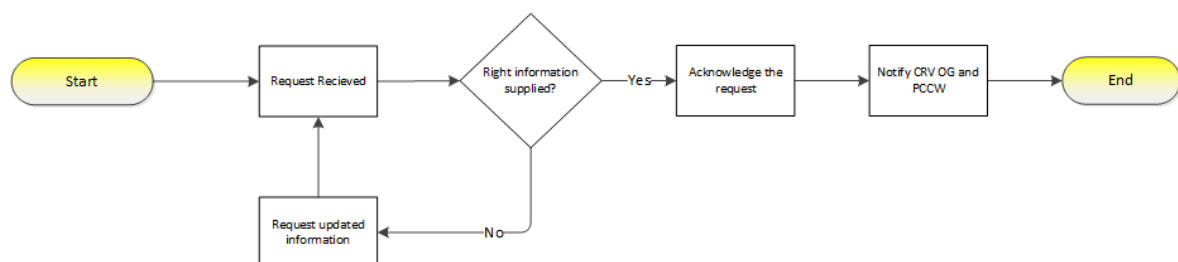 Start
Request Recieved
Right information
supplied?
Yes
Acknowledge the
request
Notify CRV OG and
PCCW
End
Request updated
information
No